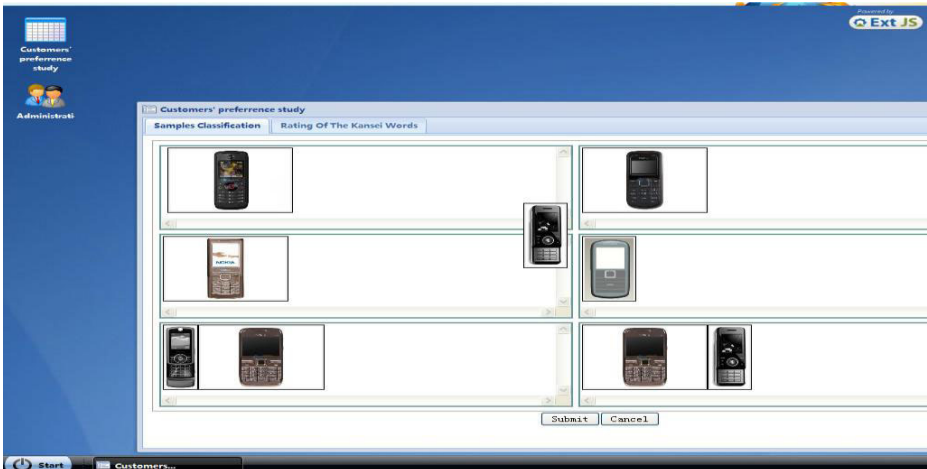 Powered by
Ext JS
Customers'
preferrence
study
Administrati
Customers' preferrence study
Samples Classification
Rating Of The Kansei Words
NOKIA
Submit
Cancel
Start
Customers...